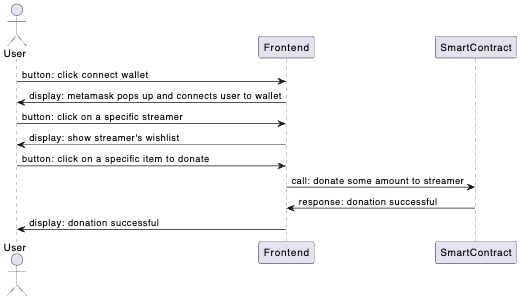 User
Frontend
SmartContract
button: click connect wallet
display: metamask pops up and connects user to wallet
button: click on a specific streamer
display: show streamer's wishlist
button: click on a specific item to donate
call: donate some amount to streamer
response: donation successful
display: donation successful
User
Frontend
SmartContract